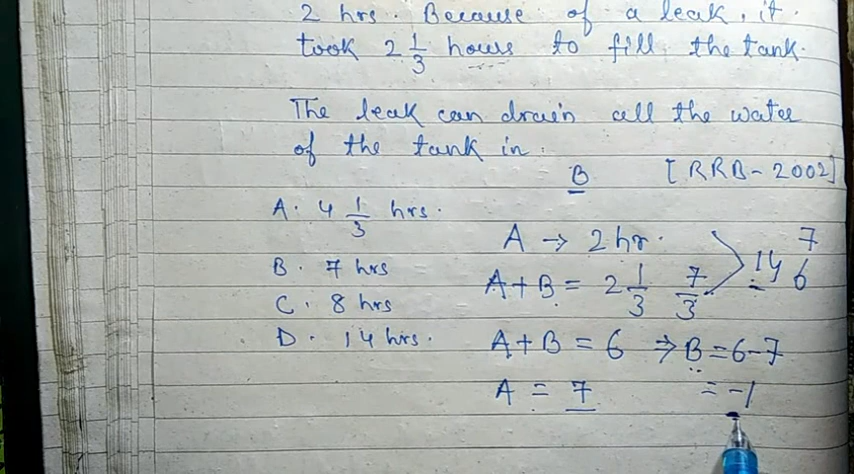 2 hrs. Because of a leak, it
took 2 1/3 hours to fill the tank.
The leak can drain all the water
of the tank in.
B [RRB-2002]
A. 4 1/3 hrs.
B. 7 hrs
C. 8 hrs
D. 14 hrs.
A → 2 hr. 7
A+B = 2 1/3 7/3 14 6
A+B = 6 ⇒ B = 6-7
A = 7 = -1